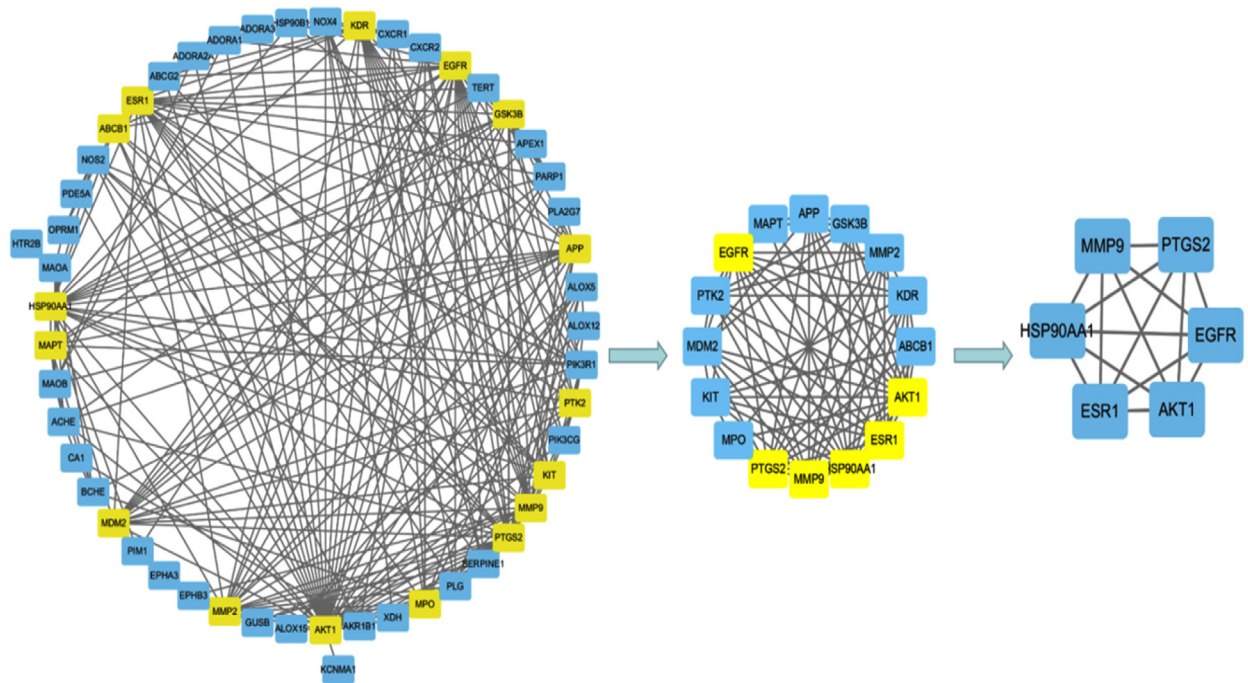 HSP90B1
NOX4
KDR
CXCR1
CXCR2
EGFR
TERT
GSK3B
APEX1
PARP1
PLA2G7
APP
ALOX5
ALOX12
PIK3R1
PTK2
PIK3CG
KIT
MMP9
PTGS2
SERPINE1
PLG
MPO
XDH
AKR1B1
KCNMA1
AKT1
ALOX15
GUSB
MMP2
EPHB3
EPHA3
PIM1
MDM2
BCHE
CA1
ACHE
MAOB
MAPT
HSP90AA1
MAOA
HTR2B
OPRM1
PDE5A
NOS2
ABCB1
ESR1
ABCG2
ADORA2A
ADORA1
ADORA3
APP
GSK3B
MMP2
KDR
ABCB1
AKT1
ESR1
HSP90AA1
MMP9
PTGS2
MPO
KIT
MDM2
PTK2
EGFR
MAPT
MMP9
PTGS2
HSP90AA1
EGFR
ESR1
AKT1